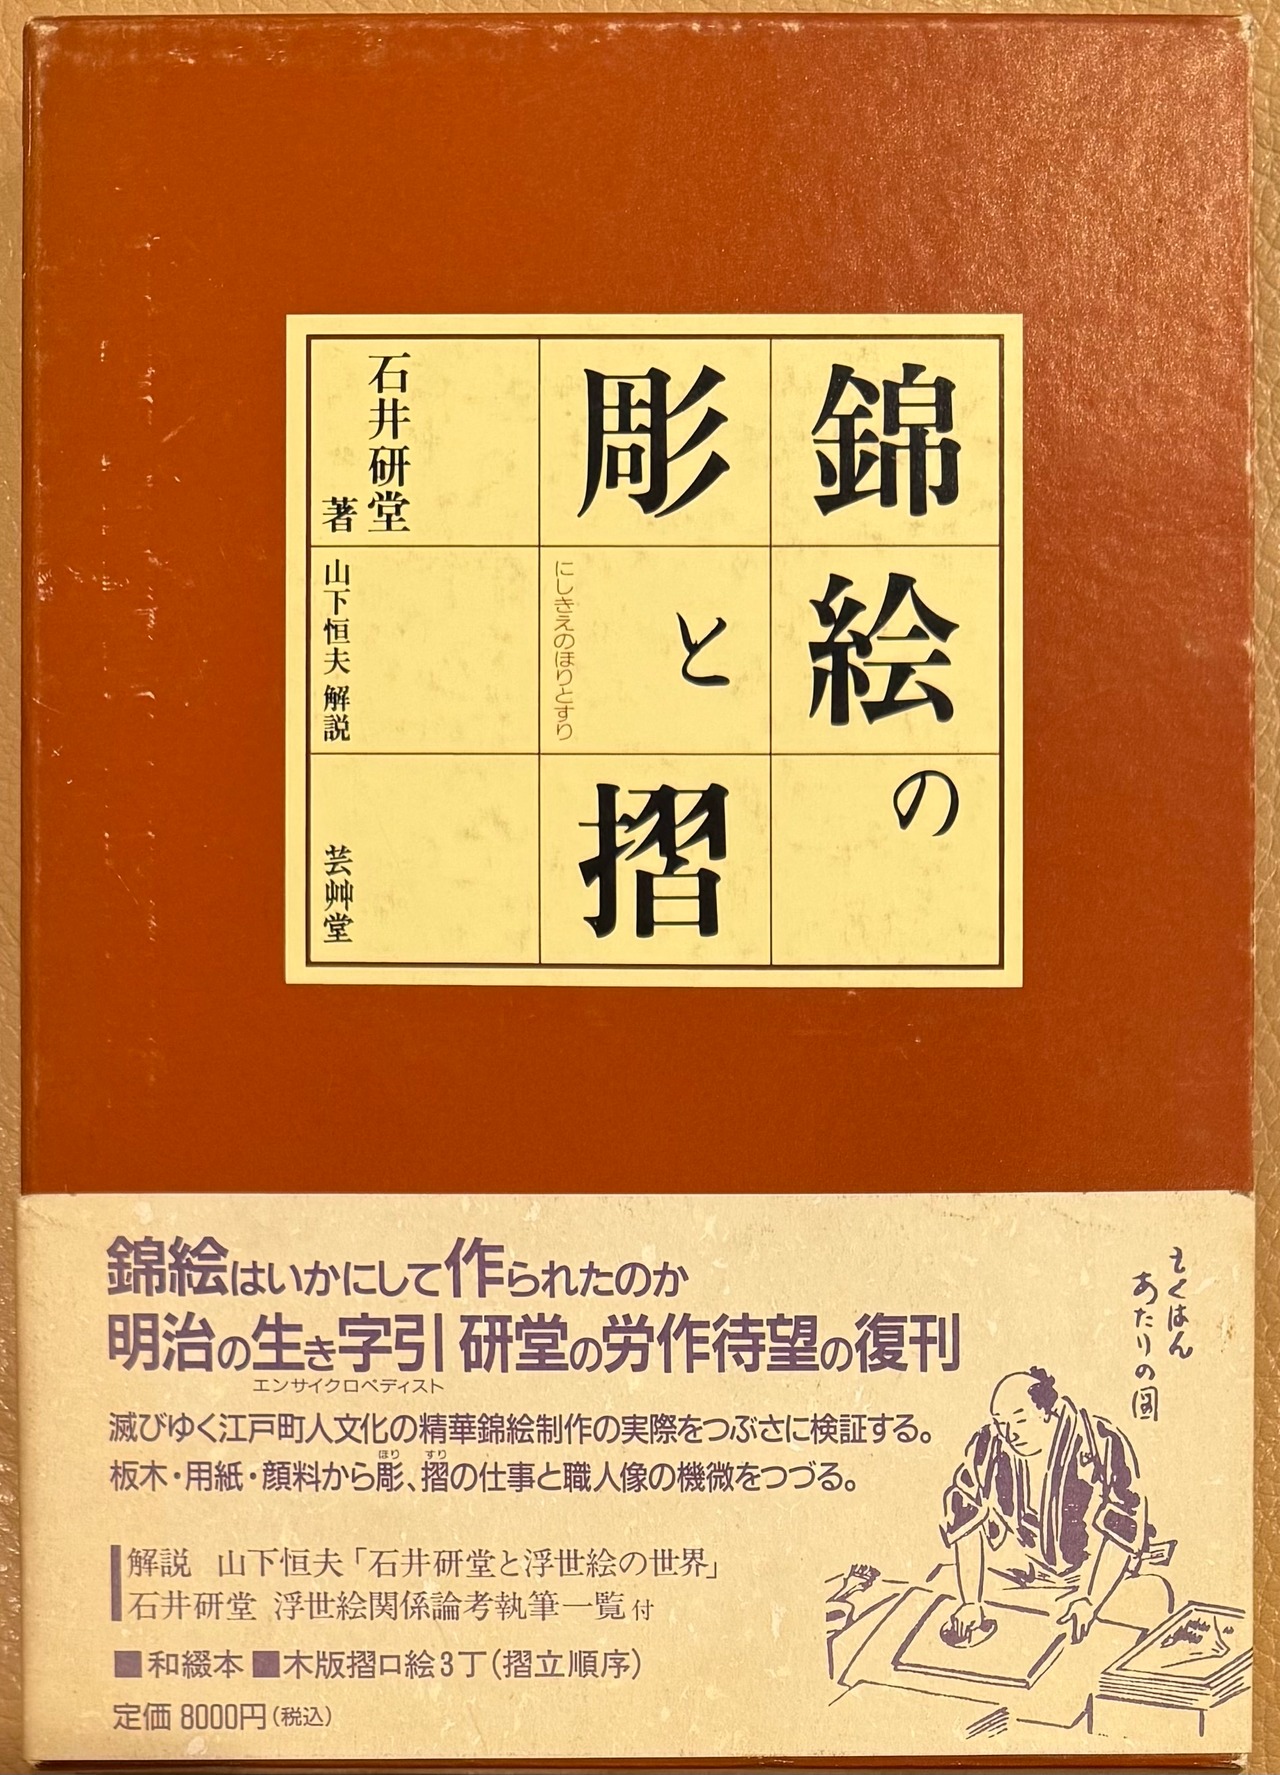 錦絵の
彫と摺
にしきえのほりとすり
石井研堂
著
山下恒夫 解説
芸艸堂
錦絵はいかにして作られたのか
明治の生き字引 研堂の労作待望の復刊
エンサイクロペディスト
滅びゆく江戸町人文化の精華錦絵制作の実際をつぶさに検証する。
ほり すり
板木・用紙・顔料から彫、摺の仕事と職人像の機微をつづる。
解説 山下恒夫「石井研堂と浮世絵の世界」
石井研堂 浮世絵関係論考執筆一覧付
■和綴本■木版摺口絵3丁(摺立順序)
定価 8000円(税込)
もくはん
あたりの図